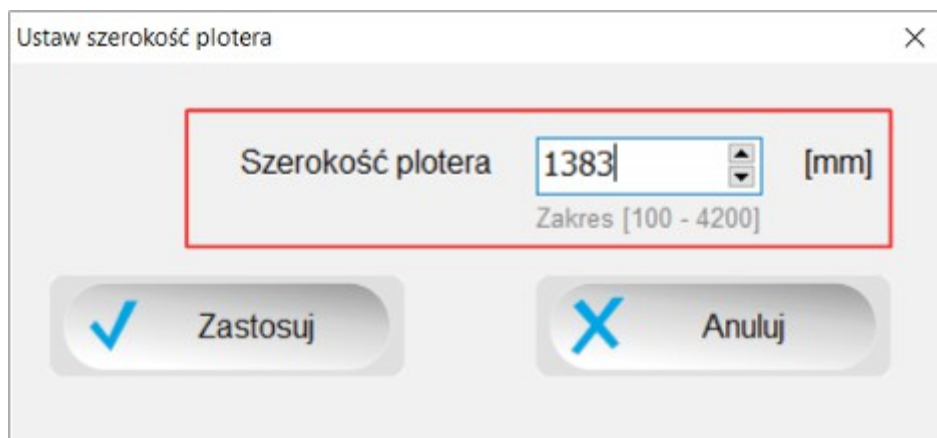 Ustaw szerokość plotera
Szerokość plotera 1383 [mm]
Zakres [100 - 4200]
Zastosuj Anuluj